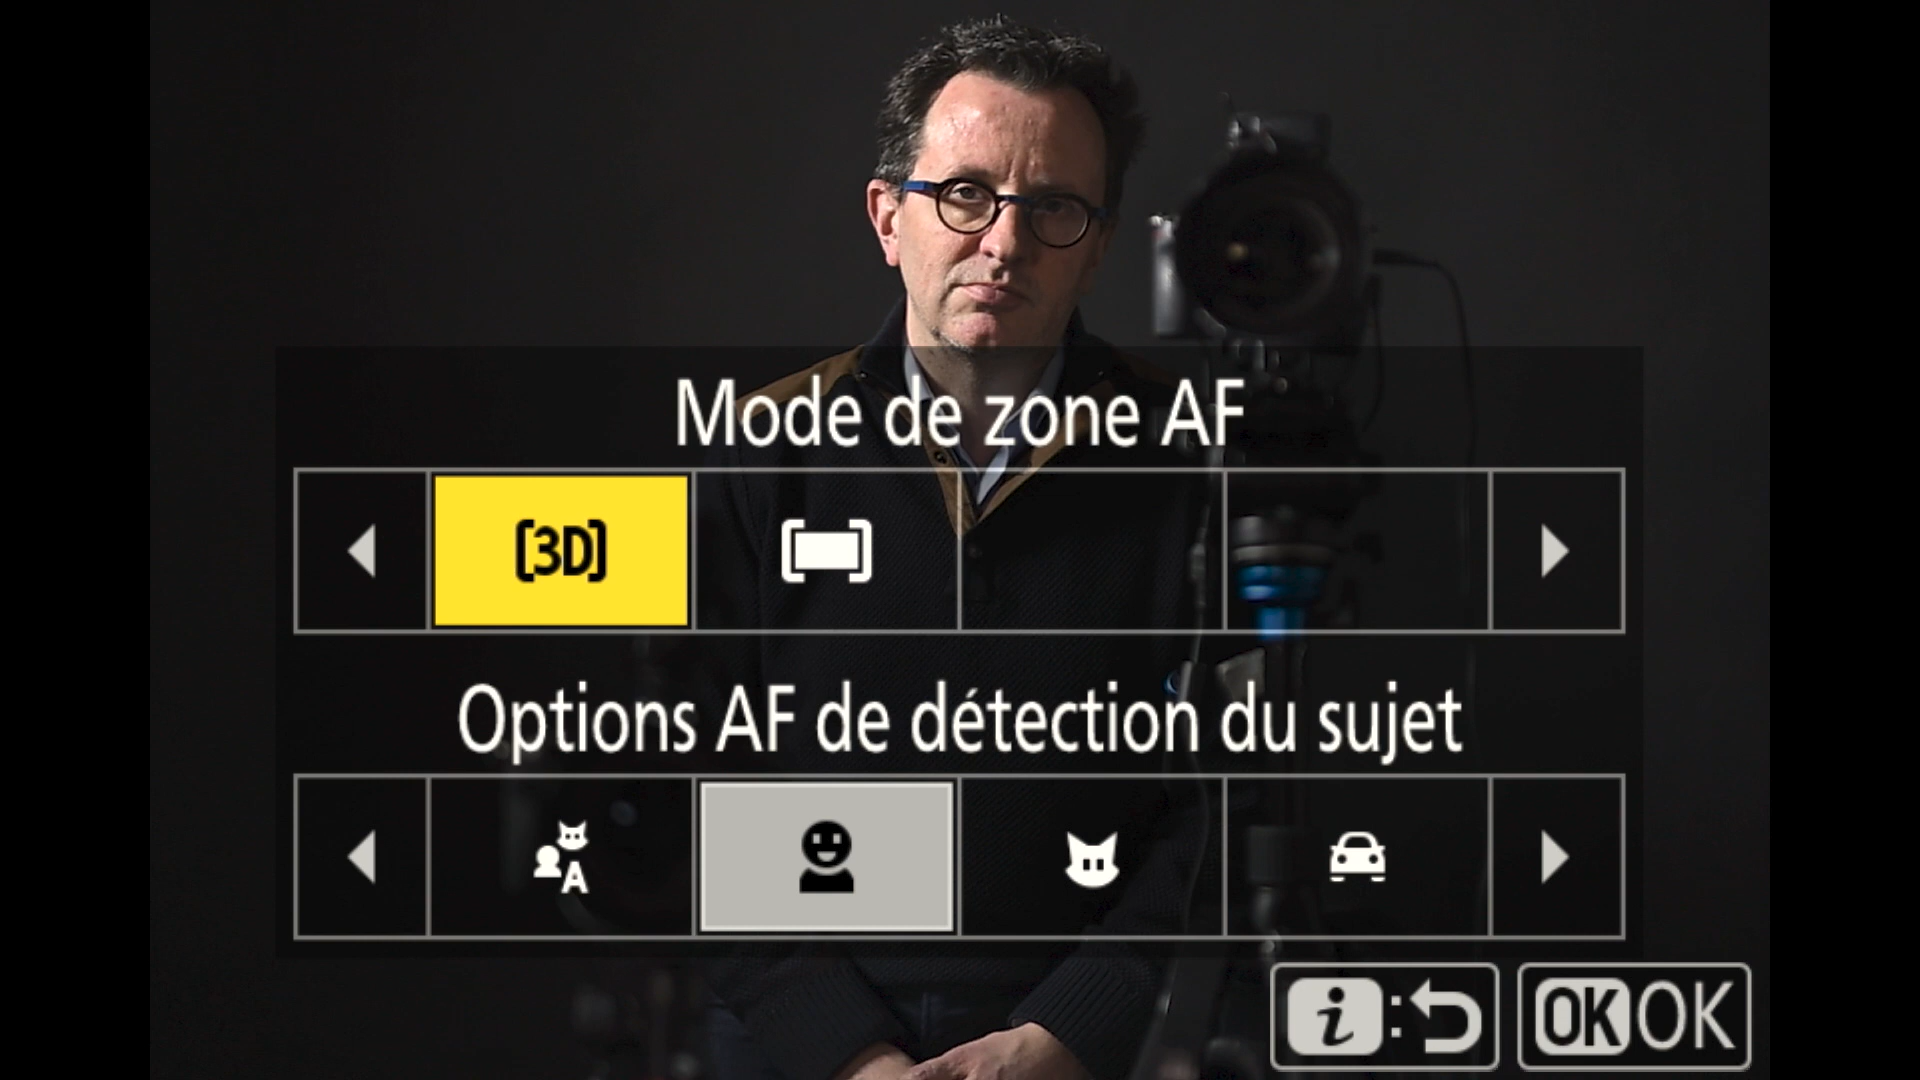 Mode de zone AF
[3D]
Options AF de détection du sujet
A
i : OK OK